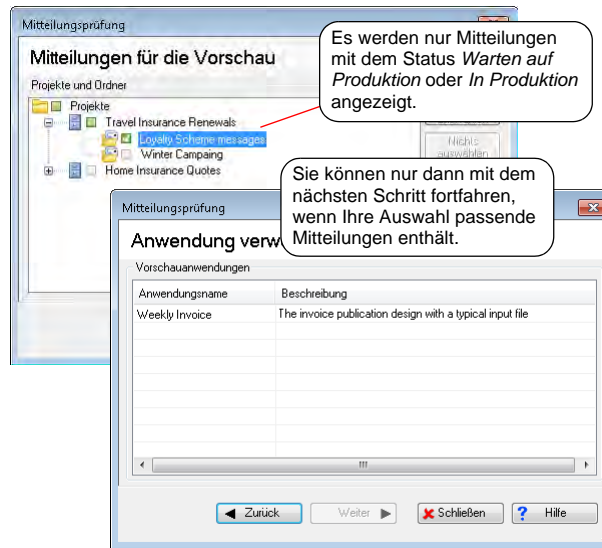 Mitteilungsprüfung
Mitteilungen für die Vorschau
Projekte und Ordner
Projekte
Travel Insurance Renewals
Loyalty Scheme messages
Winter Campaing
Home Insurance Quotes
Nichts
auswählen
Es werden nur Mitteilungen
mit dem Status Warten auf
Produktion oder In Produktion
angezeigt.
Sie können nur dann mit dem
nächsten Schritt fortfahren,
wenn Ihre Auswahl passende
Mitteilungen enthält.
Mitteilungsprüfung
Anwendung
Vorschauanwendungen
Anwendungsname Beschreibung
Weekly Invoice The invoice publication design with a typical input file
Zurück Weiter Schließen Hilfe